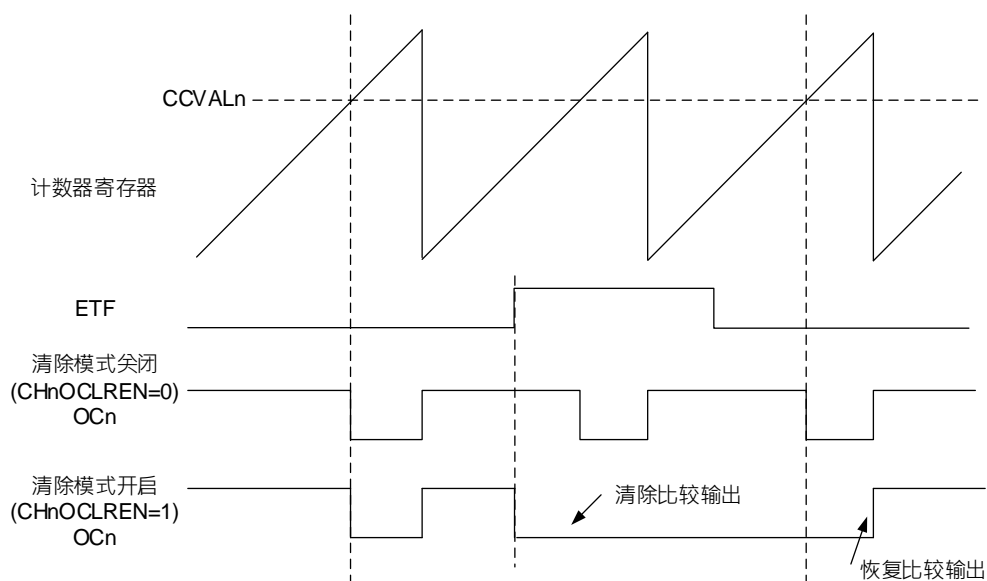 CCVALn
计数器寄存器
ETF
清除模式关闭
(CHnOCLREN=0)
OCn
清除模式开启
(CHnOCLREN=1)
OCn
清除比较输出
恢复比较输出